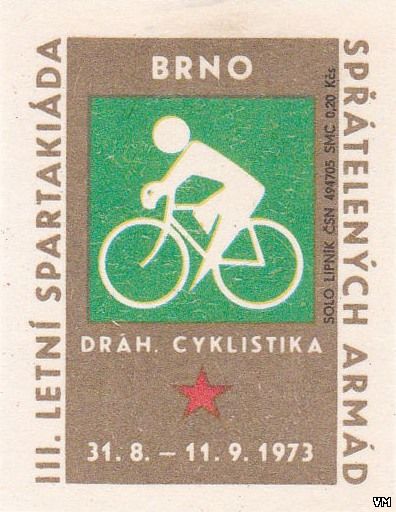 BRNO
III. LETNÍ SPARTAKIÁDA
SPŘÁTELENÝCH ARMÁD
SOLO LIPNÍK ČSN 494705 SMC 0,20 Kčs
DRÁH. CYKLISTIKA
31. 8. – 11. 9. 1973
VM